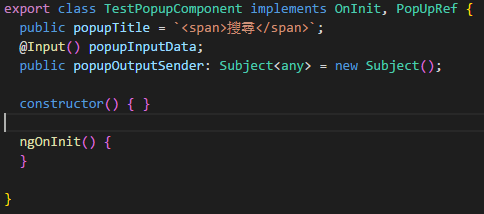 export class TestPopupComponent implements OnInit, PopUpRef {
public popupTitle = `<span>搜尋</span>`;
@Input() popupInputData;
public popupOutputSender: Subject<any> = new Subject();
constructor() { }
ngOnInit() {
}
}